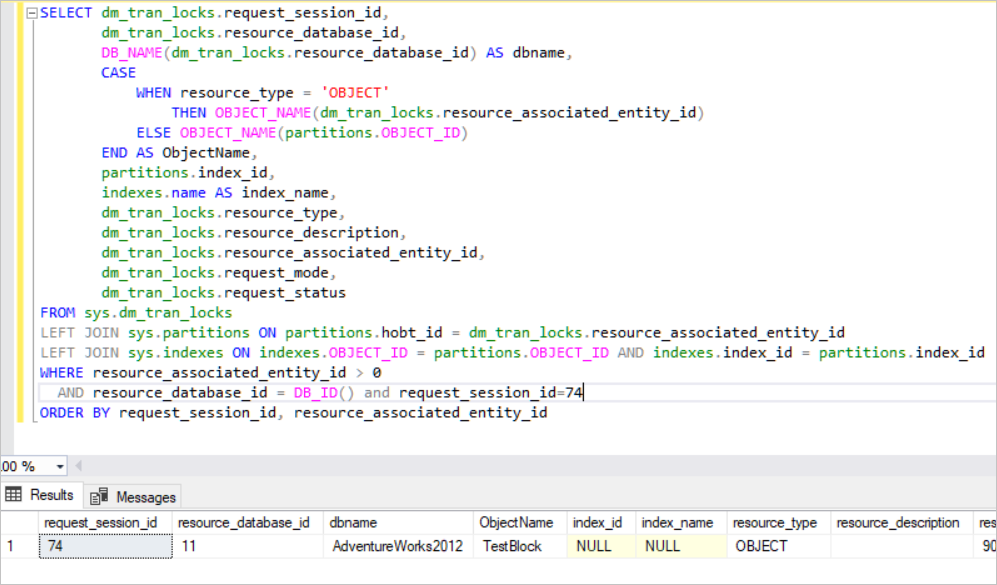 SELECT dm_tran_locks.request_session_id,
dm_tran_locks.resource_database_id,
DB_NAME(dm_tran_locks.resource_database_id) AS dbname,
CASE
WHEN resource_type = 'OBJECT'
THEN OBJECT_NAME(dm_tran_locks.resource_associated_entity_id)
ELSE OBJECT_NAME(partitions.OBJECT_ID)
END AS ObjectName,
partitions.index_id,
indexes.name AS index_name,
dm_tran_locks.resource_type,
dm_tran_locks.resource_description,
dm_tran_locks.resource_associated_entity_id,
dm_tran_locks.request_mode,
dm_tran_locks.request_status
FROM sys.dm_tran_locks
LEFT JOIN sys.partitions ON partitions.hobt_id = dm_tran_locks.resource_associated_entity_id
LEFT JOIN sys.indexes ON indexes.OBJECT_ID = partitions.OBJECT_ID AND indexes.index_id = partitions.index_id
WHERE resource_associated_entity_id > 0
AND resource_database_id = DB_ID() and request_session_id=74
ORDER BY request_session_id, resource_associated_entity_id
.00 %
Results Messages
request_session_id resource_database_id dbname ObjectName index_id index_name resource_type resource_description res
1 74 11 AdventureWorks2012 TestBlock NULL NULL OBJECT 90